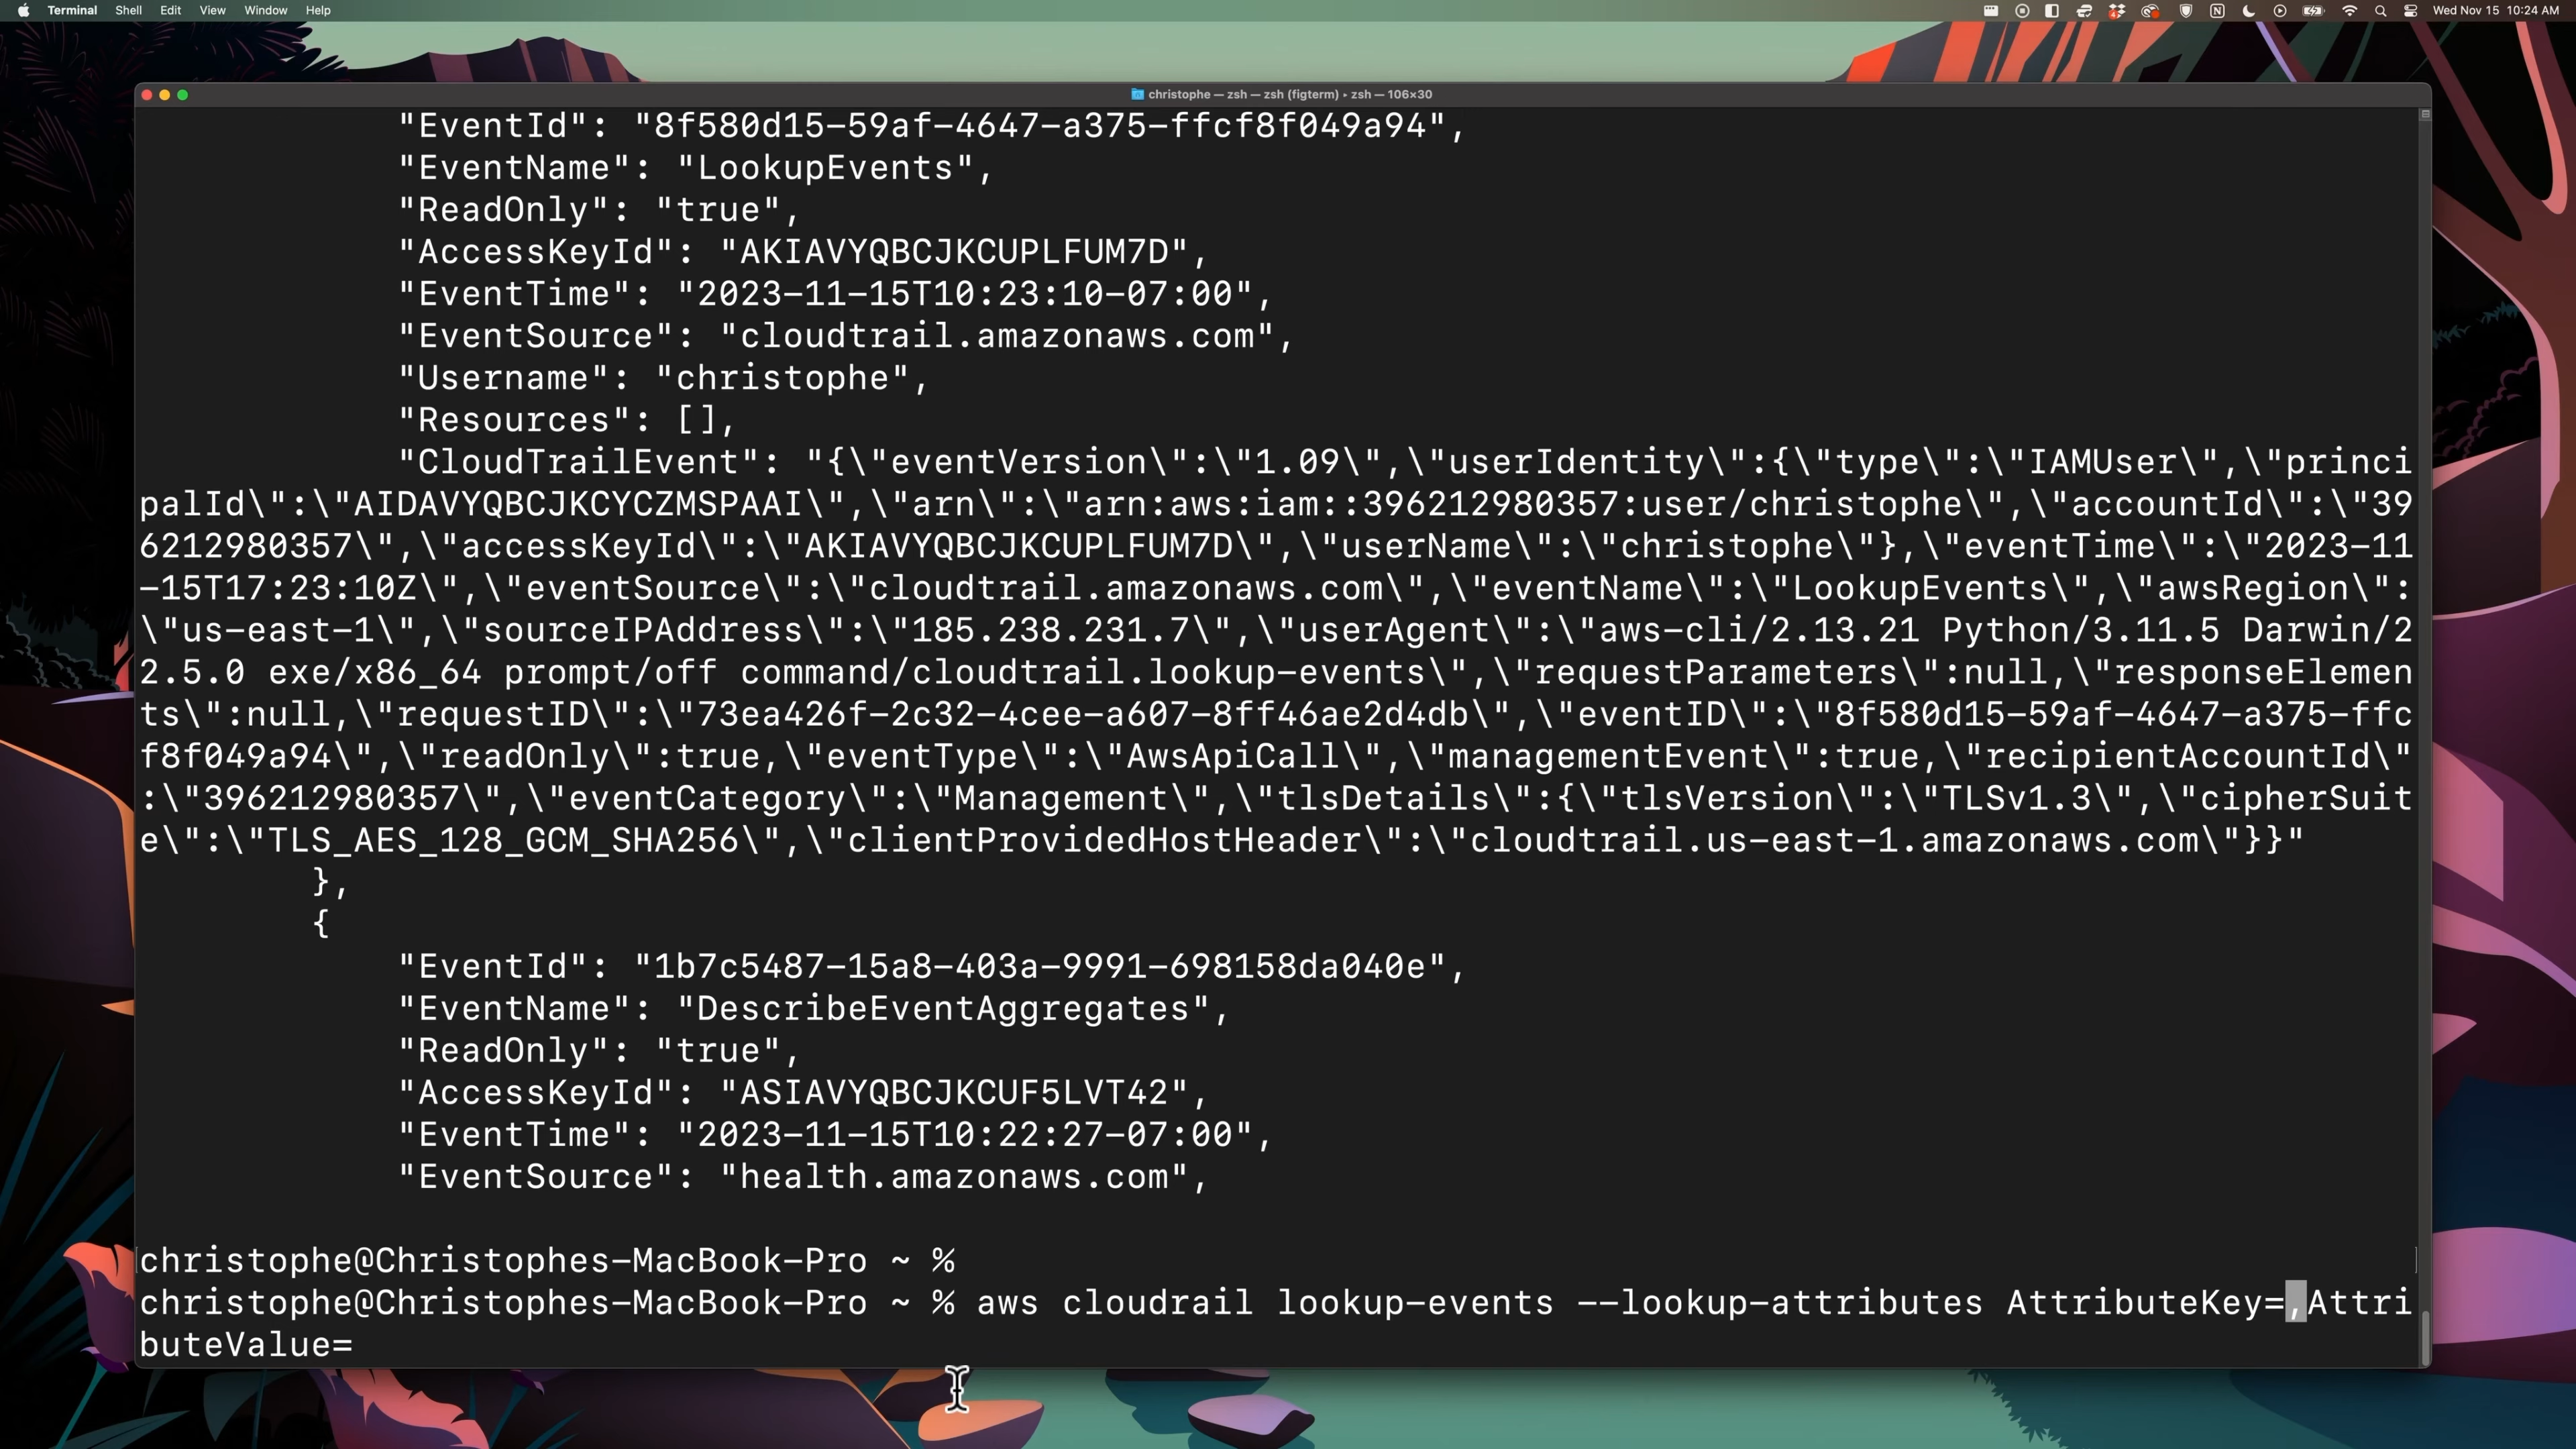 Terminal Shell Edit View Window Help
Wed Nov 15 10:24 AM
christophe — zsh — zsh (figterm) ▸ zsh — 106×30
"EventId": "8f580d15-59af-4647-a375-ffcf8f049a94",
"EventName": "LookupEvents",
"ReadOnly": "true",
"AccessKeyId": "AKIAVYQBCJKCUPLFUM7D",
"EventTime": "2023-11-15T10:23:10-07:00",
"EventSource": "cloudtrail.amazonaws.com",
"Username": "christophe",
"Resources": [],
"CloudTrailEvent": "{\"eventVersion\":\"1.09\",\"userIdentity\":{\"type\":\"IAMUser\",\"princi
palId\":\"AIDAVYQBCJKCYCZMSPAAI\",\"arn\":\"arn:aws:iam::396212980357:user/christophe\",\"accountId\":\"39
6212980357\",\"accessKeyId\":\"AKIAVYQBCJKCUPLFUM7D\",\"userName\":\"christophe\"},\"eventTime\":\"2023-11
-15T17:23:10Z\",\"eventSource\":\"cloudtrail.amazonaws.com\",\"eventName\":\"LookupEvents\",\"awsRegion\":
\"us-east-1\",\"sourceIPAddress\":\"185.238.231.7\",\"userAgent\":\"aws-cli/2.13.21 Python/3.11.5 Darwin/2
2.5.0 exe/x86_64 prompt/off command/cloudtrail.lookup-events\",\"requestParameters\":null,\"responseElemen
ts\":null,\"requestID\":\"73ea426f-2c32-4cee-a607-8ff46ae2d4db\",\"eventID\":\"8f580d15-59af-4647-a375-ffc
f8f049a94\",\"readOnly\":true,\"eventType\":\"AwsApiCall\",\"managementEvent\":true,\"recipientAccountId\"
:\"396212980357\",\"eventCategory\":\"Management\",\"tlsDetails\":{\"tlsVersion\":\"TLSv1.3\",\"cipherSuit
e\":\"TLS_AES_128_GCM_SHA256\",\"clientProvidedHostHeader\":\"cloudtrail.us-east-1.amazonaws.com\"}}"
},
{
"EventId": "1b7c5487-15a8-403a-9991-698158da040e",
"EventName": "DescribeEventAggregates",
"ReadOnly": "true",
"AccessKeyId": "ASIAVYQBCJKCUF5LVT42",
"EventTime": "2023-11-15T10:22:27-07:00",
"EventSource": "health.amazonaws.com",
christophe@Christophes-MacBook-Pro ~ %
christophe@Christophes-MacBook-Pro ~ % aws cloudrail lookup-events --lookup-attributes AttributeKey=,Attri
buteValue=